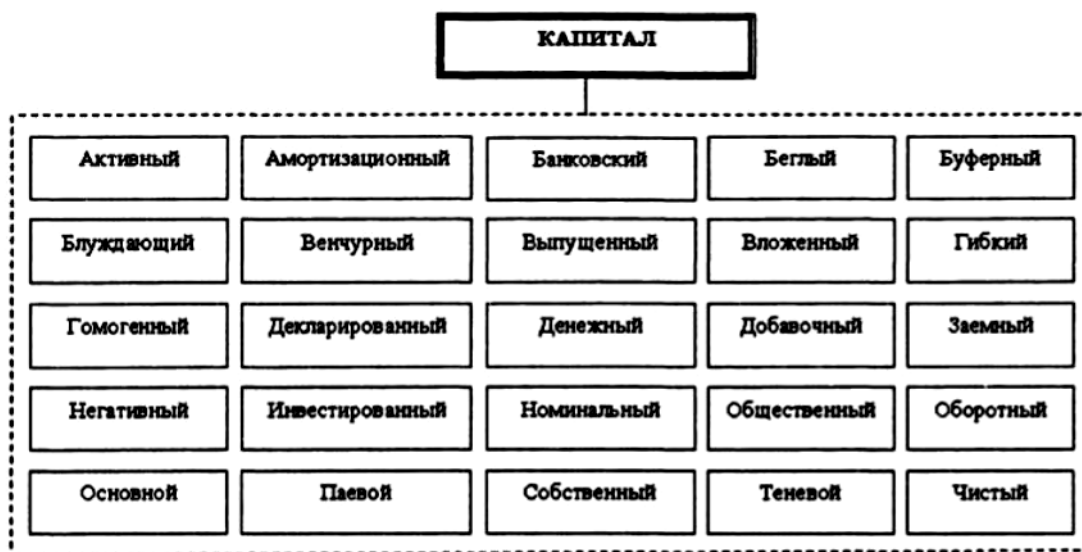 КАПИТАЛ
Активный Амортизационный Банковский Беглый Буферный
Блуждающий Венчурный Выпущенный Вложенный Гибкий
Гомогенный Декларированный Денежный Добавочный Заемный
Негативный Инвестированный Номинальный Общественный Оборотный
Основной Паевой Собственный Теневой Чистый